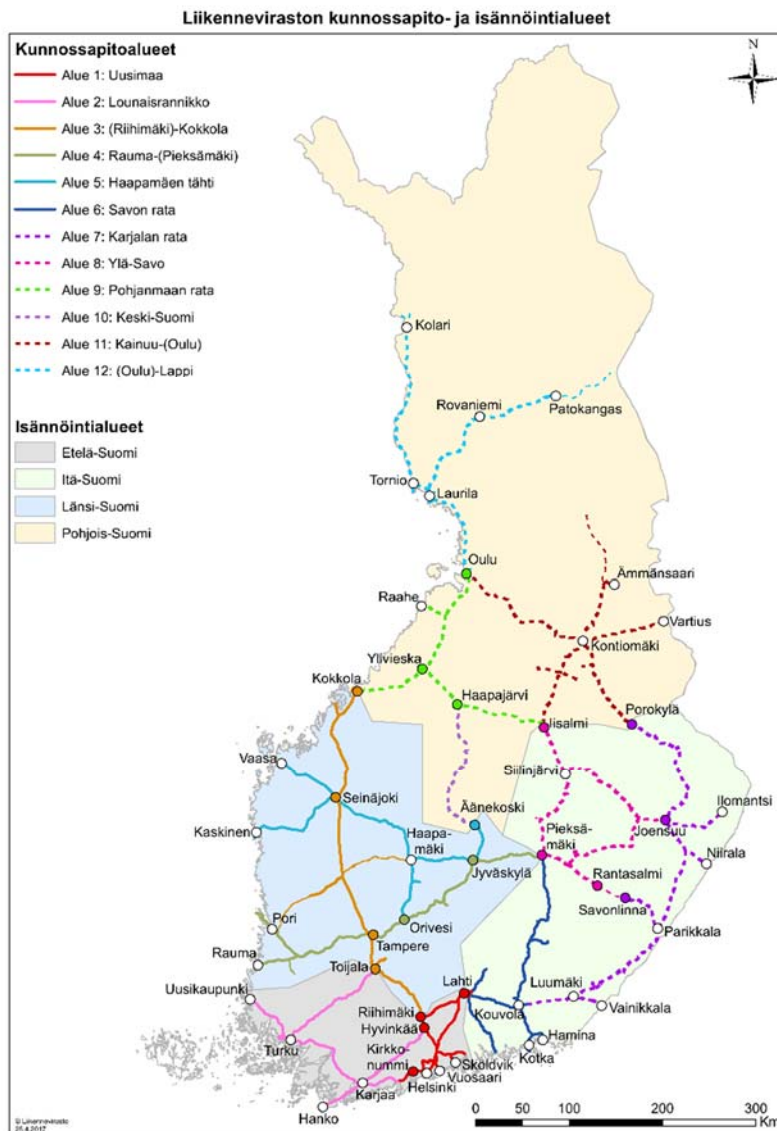 Liikenneviraston kunnossapito- ja isännöintialueet
Kunnossapitoalueet
Alue 1: Uusimaa
Alue 2: Lounaisrannikko
Alue 3: (Riihimäki)-Kokkola
Alue 4: Rauma-(Pieksämäki)
Alue 5: Haapamäen tähti
Alue 6: Savon rata
Alue 7: Karjalan rata
Alue 8: Ylä-Savo
Alue 9: Pohjanmaan rata
Alue 10: Keski-Suomi
Alue 11: Kainuu-(Oulu)
Alue 12: (Oulu)-Lappi
Isännöintialueet
Etelä-Suomi
Itä-Suomi
Länsi-Suomi
Pohjois-Suomi
N
Kolari
Rovaniemi
Patokangas
Tornio
Laurila
Oulu
Ämmänsaari
Raahe
Vartius
Kontiomäki
Ylivieska
Kokkola
Haapajärvi
Iisalmi
Porokylä
Vaasa
Siilinjärvi
Seinäjoki
Ilomantsi
Äänekoski
Kaskinen
Haapa-
mäki
Pieksä-
mäki
Joensuu
Niirala
Jyväskylä
Rantasalmi
Savonlinna
Pori
Orivesi
Parikkala
Tampere
Rauma
Toijala
Uusikaupunki
Lahti
Luumäki
Riihimäki
Kouvola
Vainikkala
Hyvinkää
Turku
Kirkko-
nummi
Hamina
Sköldvik
Kotka
Helsinki
Vuosaari
Karjaa
Hanko
0 50 100 200 300
Km
© Liikennevirasto
25.4.2017